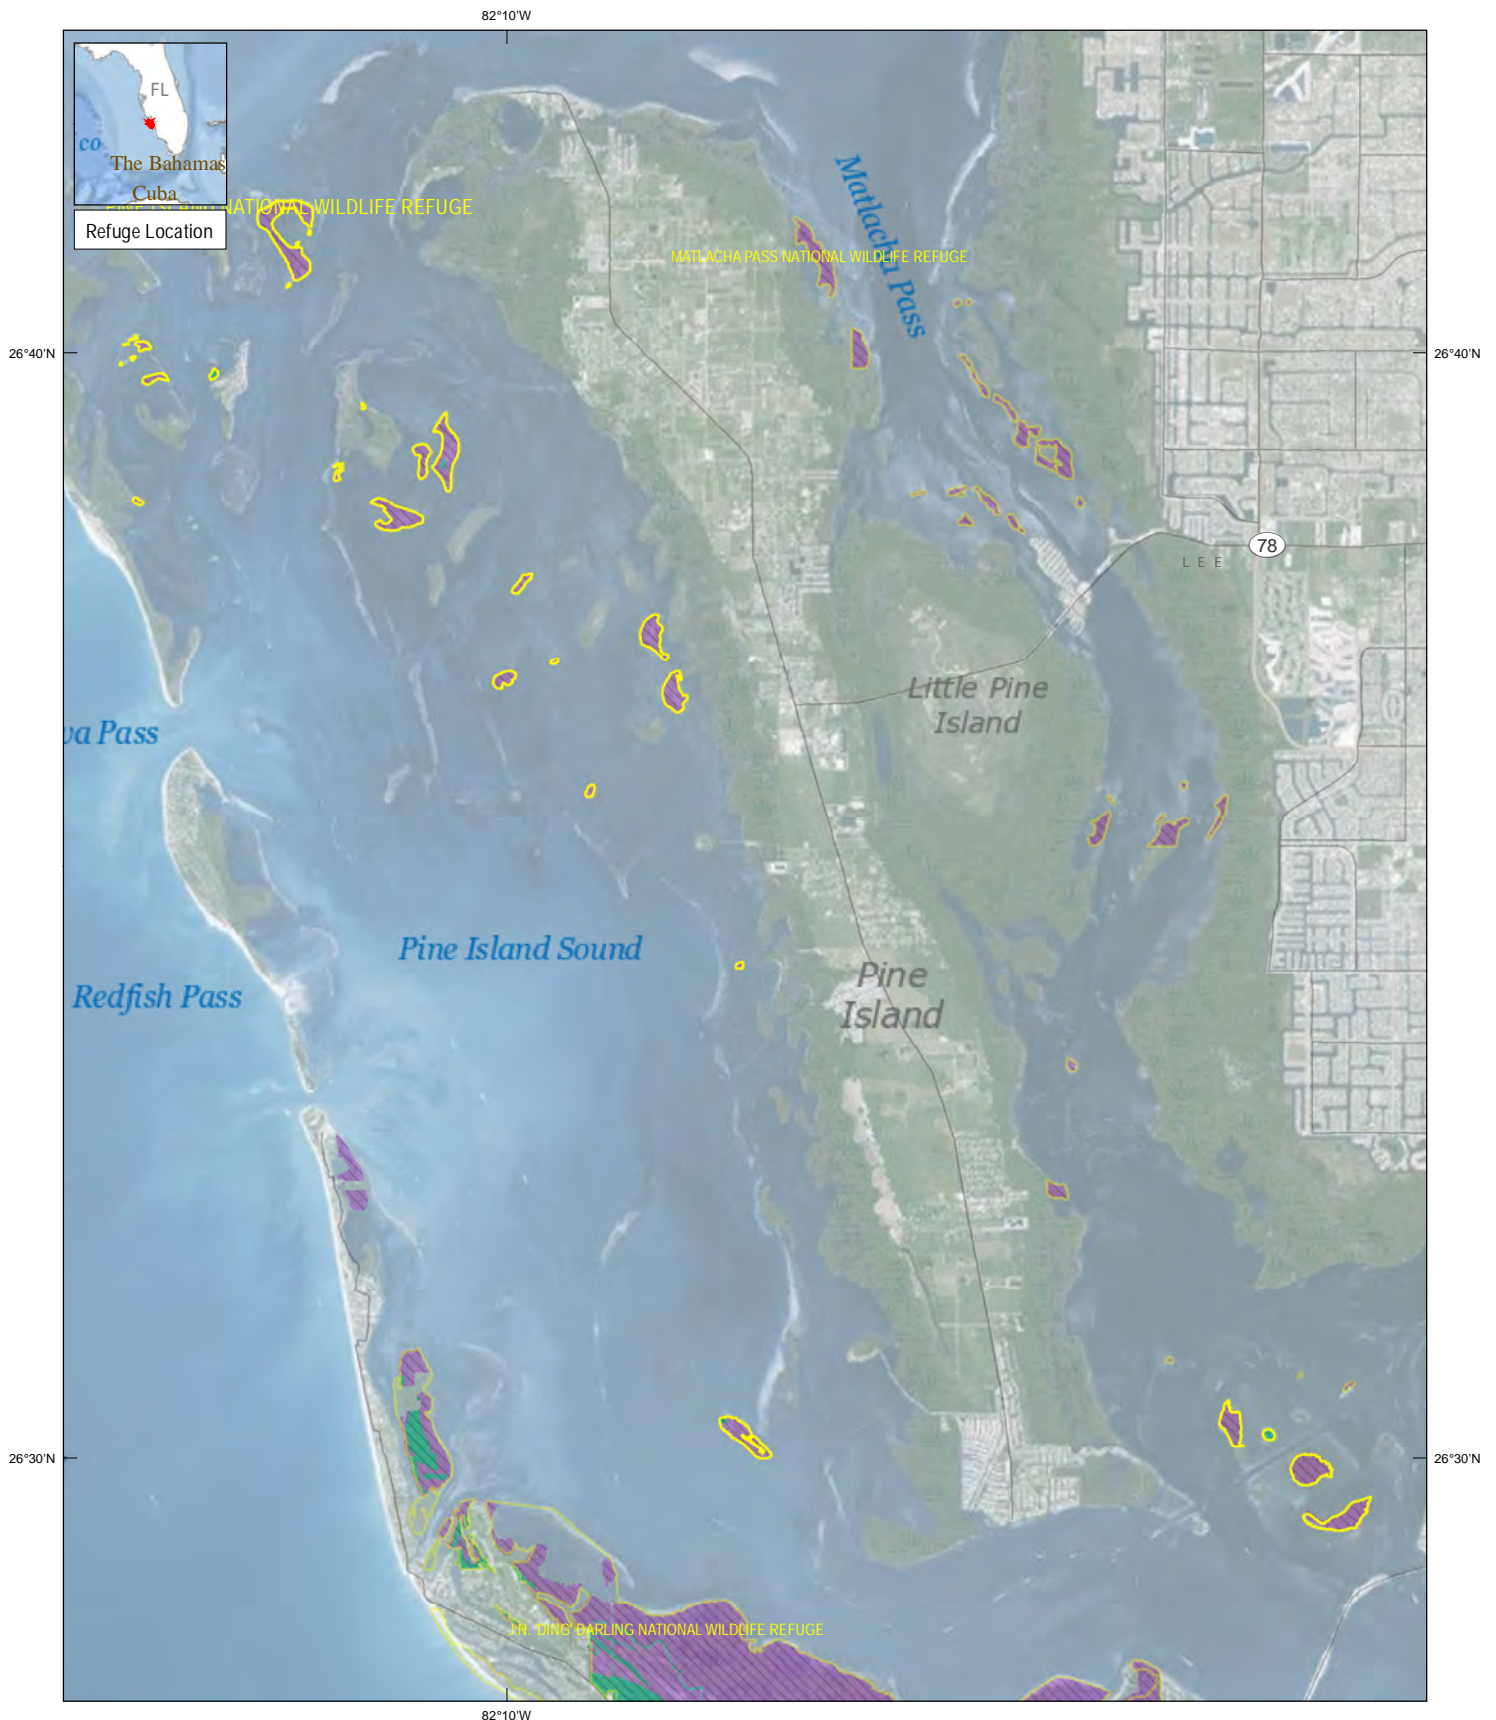 82°10'W
FL
co
The Bahamas
Cuba
NATIONAL WILDLIFE REFUGE
Refuge Location
Matlacha Pass
MATLACHA PASS NATIONAL WILDLIFE REFUGE
26°40'N
26°40'N
78
LEE
Little Pine
Island
va Pass
Pine Island Sound
Redfish Pass
Pine
Island
26°30'N
26°30'N
J.N. 'DING' DARLING NATIONAL WILDLIFE REFUGE
82°10'W